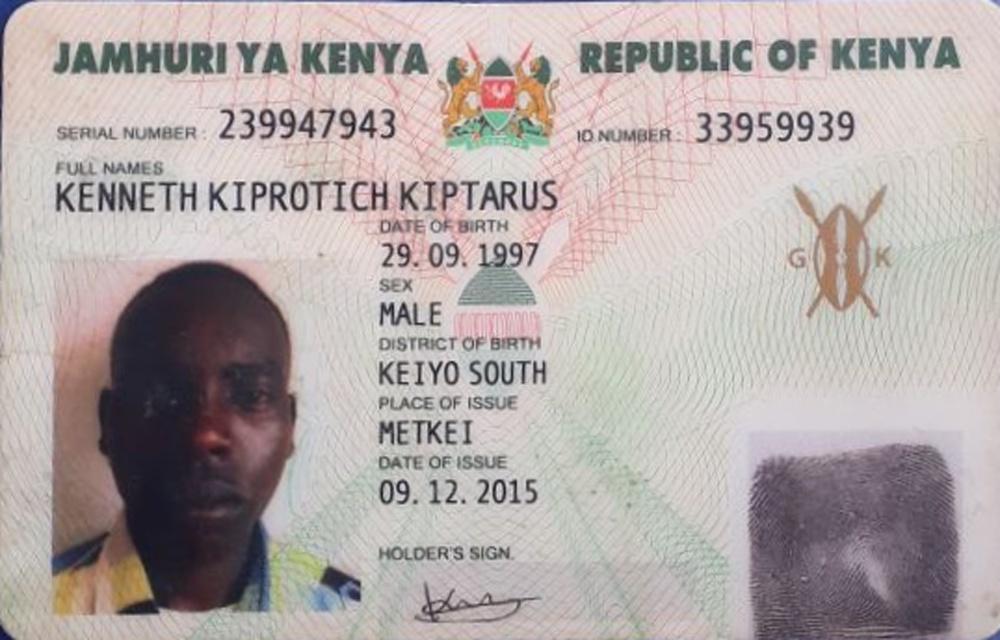 JAMHURI YA KENYA REPUBLIC OF KENYA
SERIAL NUMBER : 239947943 ID NUMBER : 33959939
FULL NAMES
KENNETH KIPROTICH KIPTARUS
DATE OF BIRTH
29. 09. 1997
G K
SEX
MALE
DISTRICT OF BIRTH
KEIYO SOUTH
PLACE OF ISSUE
METKEI
DATE OF ISSUE
09. 12. 2015
HOLDER'S SIGN.